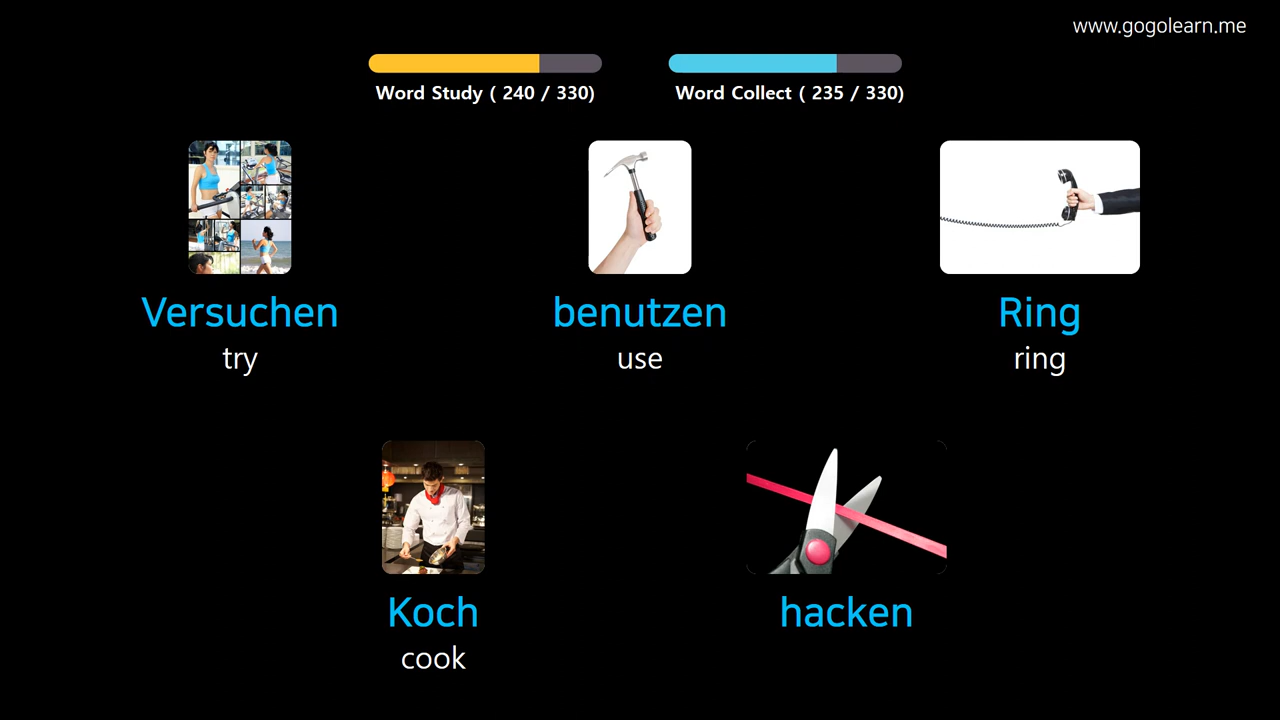 www.gogolearn.me
Word Study ( 240 / 330)
Word Collect ( 235 / 330)
Versuchen
try
benutzen
use
Ring
ring
Koch
cook
hacken